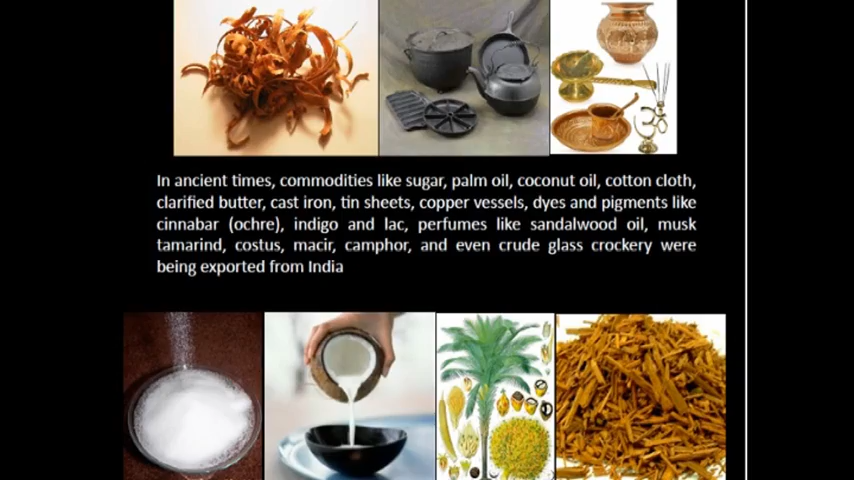 In ancient times, commodities like sugar, palm oil, coconut oil, cotton cloth,
clarified butter, cast iron, tin sheets, copper vessels, dyes and pigments like
cinnabar (ochre), indigo and lac, perfumes like sandalwood oil, musk
tamarind, costus, macir, camphor, and even crude glass crockery were
being exported from India